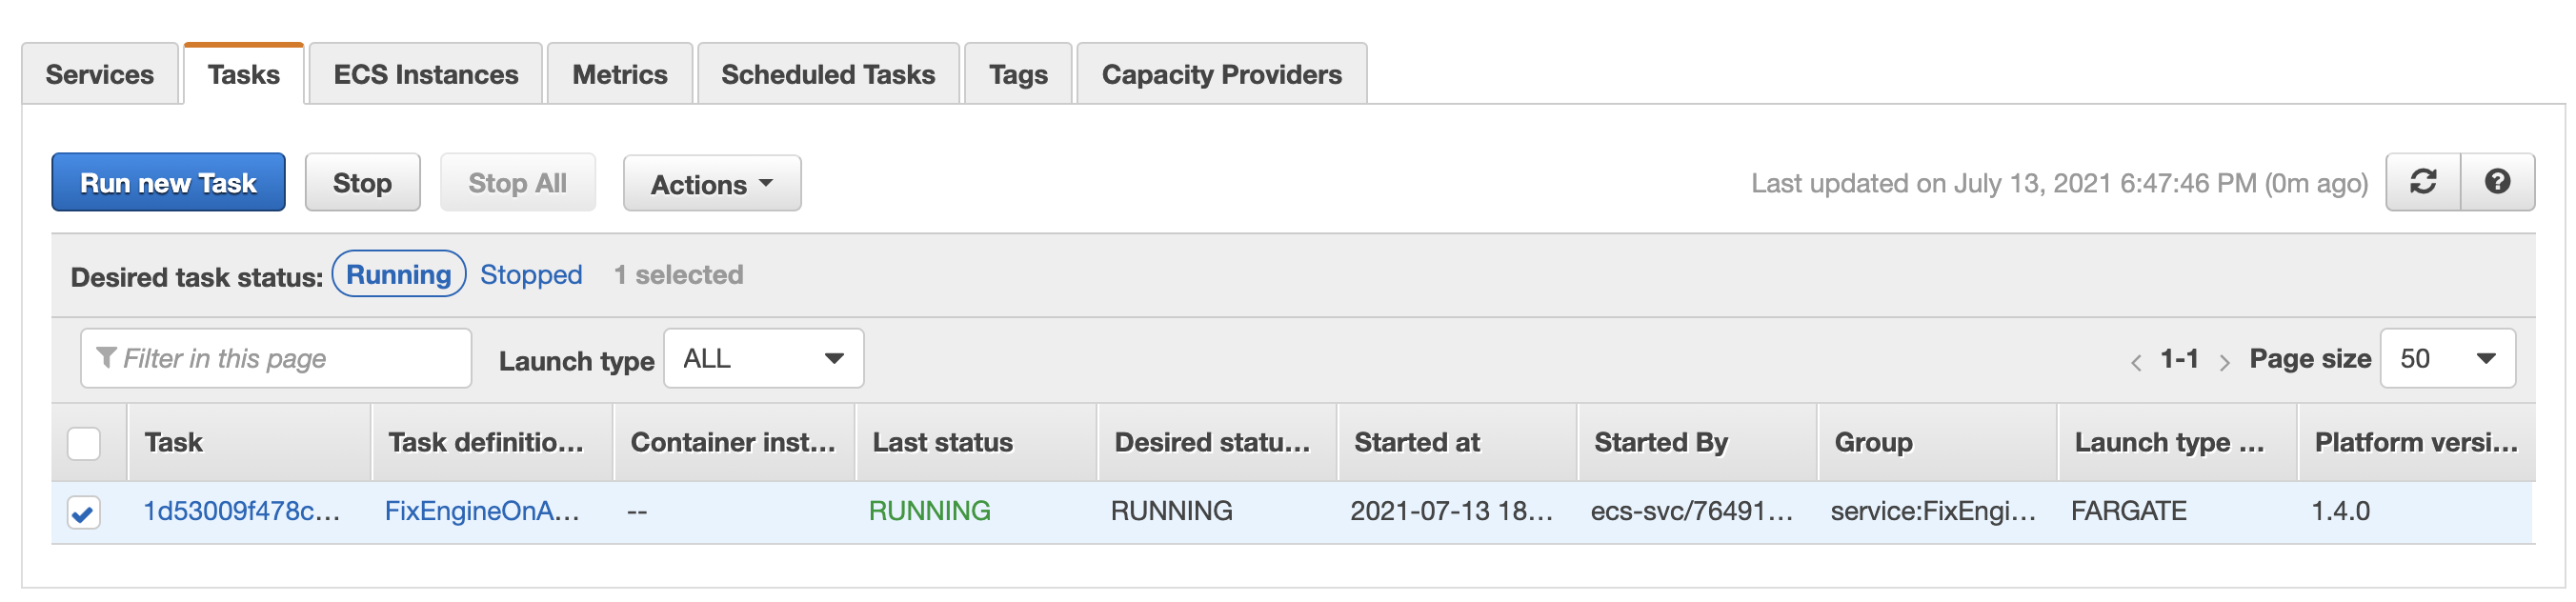 Services Tasks ECS Instances Metrics Scheduled Tasks Tags Capacity Providers
Run new Task Stop Stop All Actions Last updated on July 13, 2021 6:47:46 PM (0m ago)
Desired task status: Running Stopped 1 selected
Filter in this page Launch type ALL 1-1 Page size 50
Task Task definitio... Container inst... Last status Desired statu... Started at Started By Group Launch type ... Platform versi...
1d53009f478c... FixEngineOnA... -- RUNNING RUNNING 2021-07-13 18... ecs-svc/76491... service:FixEngi... FARGATE 1.4.0